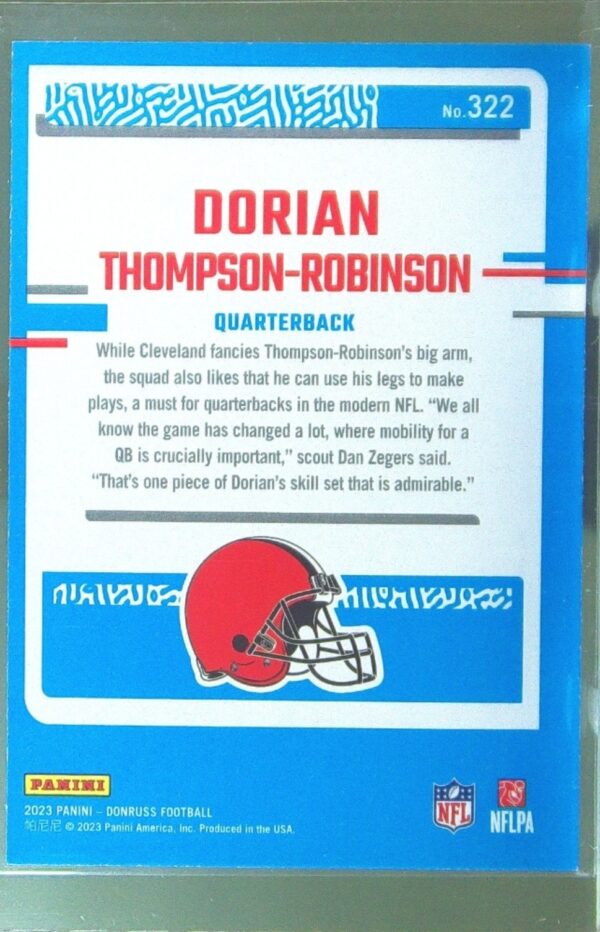 No.322
DORIAN
THOMPSON-ROBINSON
QUARTERBACK
While Cleveland fancies Thompson-Robinson's big arm,
the squad also likes that he can use his legs to make
plays, a must for quarterbacks in the modern NFL. "We all
know the game has changed a lot, where mobility for a
QB is crucially important," scout Dan Zegers said.
"That's one piece of Dorian's skill set that is admirable."
PANINI
2023 PANINI – DONRUSS FOOTBALL
帕尼尼 © 2023 Panini America, Inc. Produced in the USA.
NFL
NFLPA